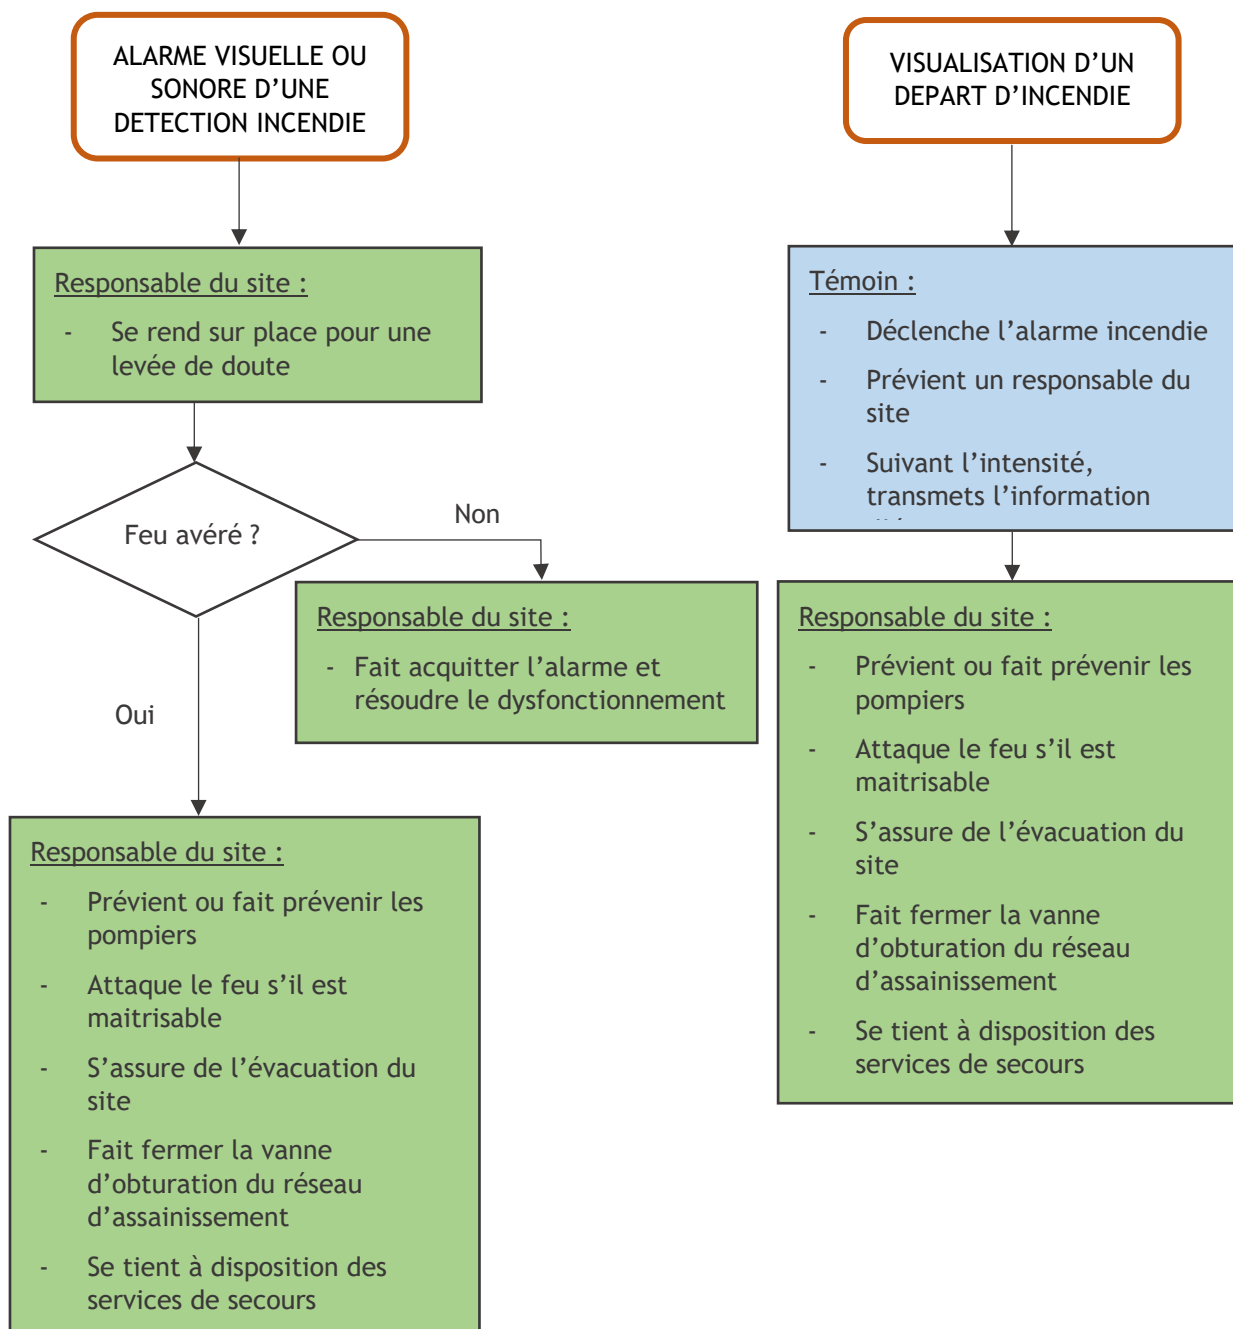 ALARME VISUELLE OU
SONORE D’UNE
DETECTION INCENDIE
Responsable du site :
- Se rend sur place pour une
levée de doute
Feu avéré ?
Non
Responsable du site :
- Fait acquitter l’alarme et
résoudre le dysfonctionnement
Oui
Responsable du site :
- Prévient ou fait prévenir les
pompiers
- Attaque le feu s’il est
maitrisable
- S’assure de l’évacuation du
site
- Fait fermer la vanne
d’obturation du réseau
d’assainissement
- Se tient à disposition des
services de secours
VISUALISATION D’UN
DEPART D’INCENDIE
Témoin :
- Déclenche l’alarme incendie
- Prévient un responsable du
site
- Suivant l’intensité,
transmets l’information
Responsable du site :
- Prévient ou fait prévenir les
pompiers
- Attaque le feu s’il est
maitrisable
- S’assure de l’évacuation du
site
- Fait fermer la vanne
d’obturation du réseau
d’assainissement
- Se tient à disposition des
services de secours